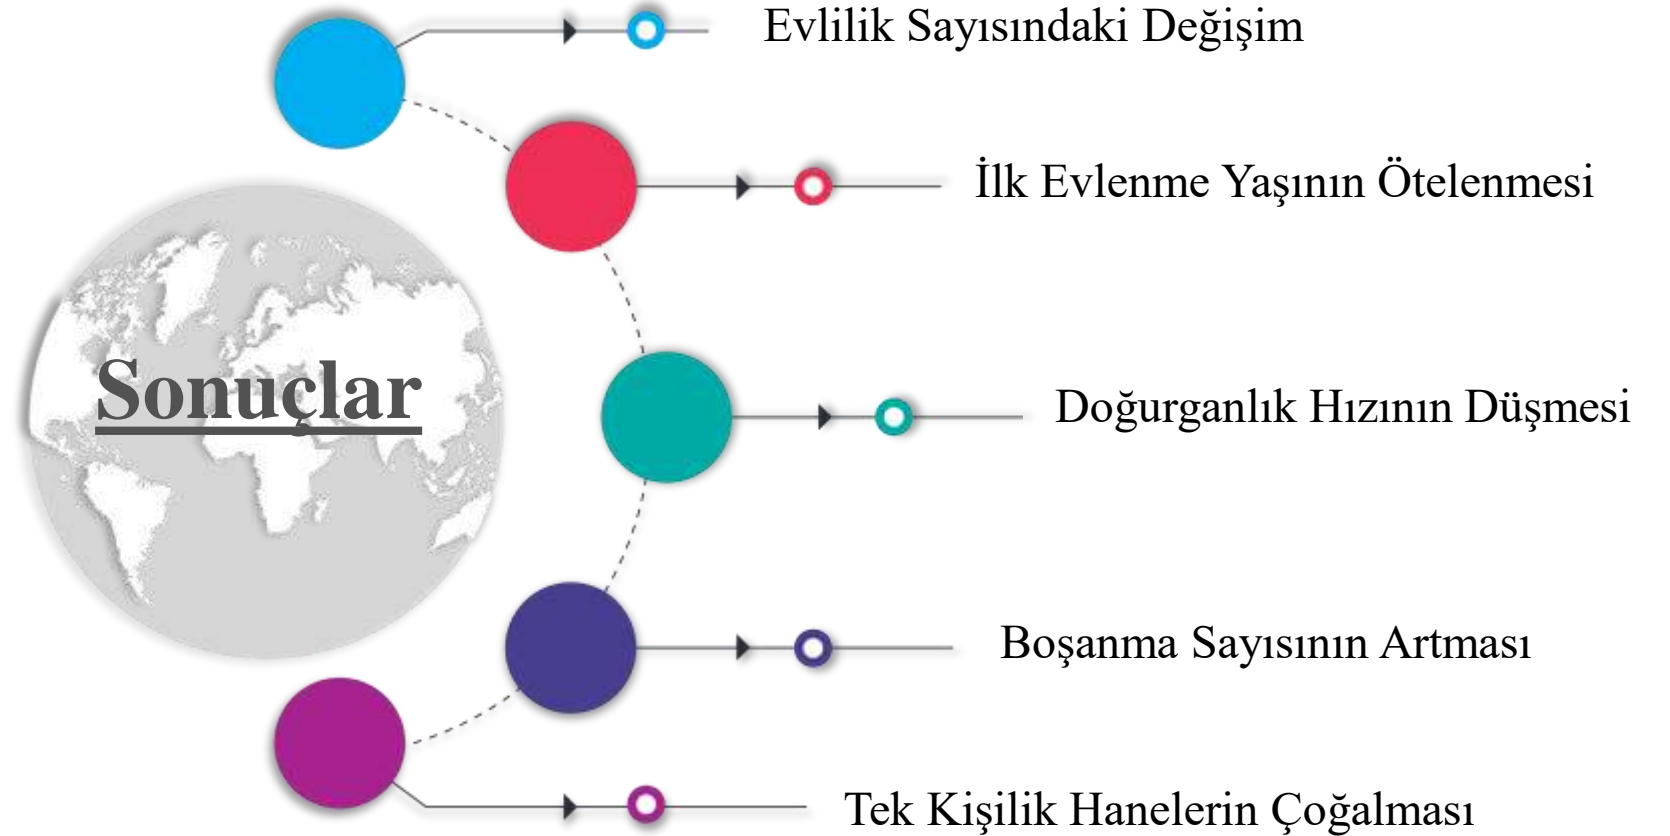 Evlilik Sayısındaki Değişim
İlk Evlenme Yaşının Ötelenmesi
Sonuçlar
Doğurganlık Hızının Düşmesi
Boşanma Sayısının Artması
Tek Kişilik Hanelerin Çoğalması